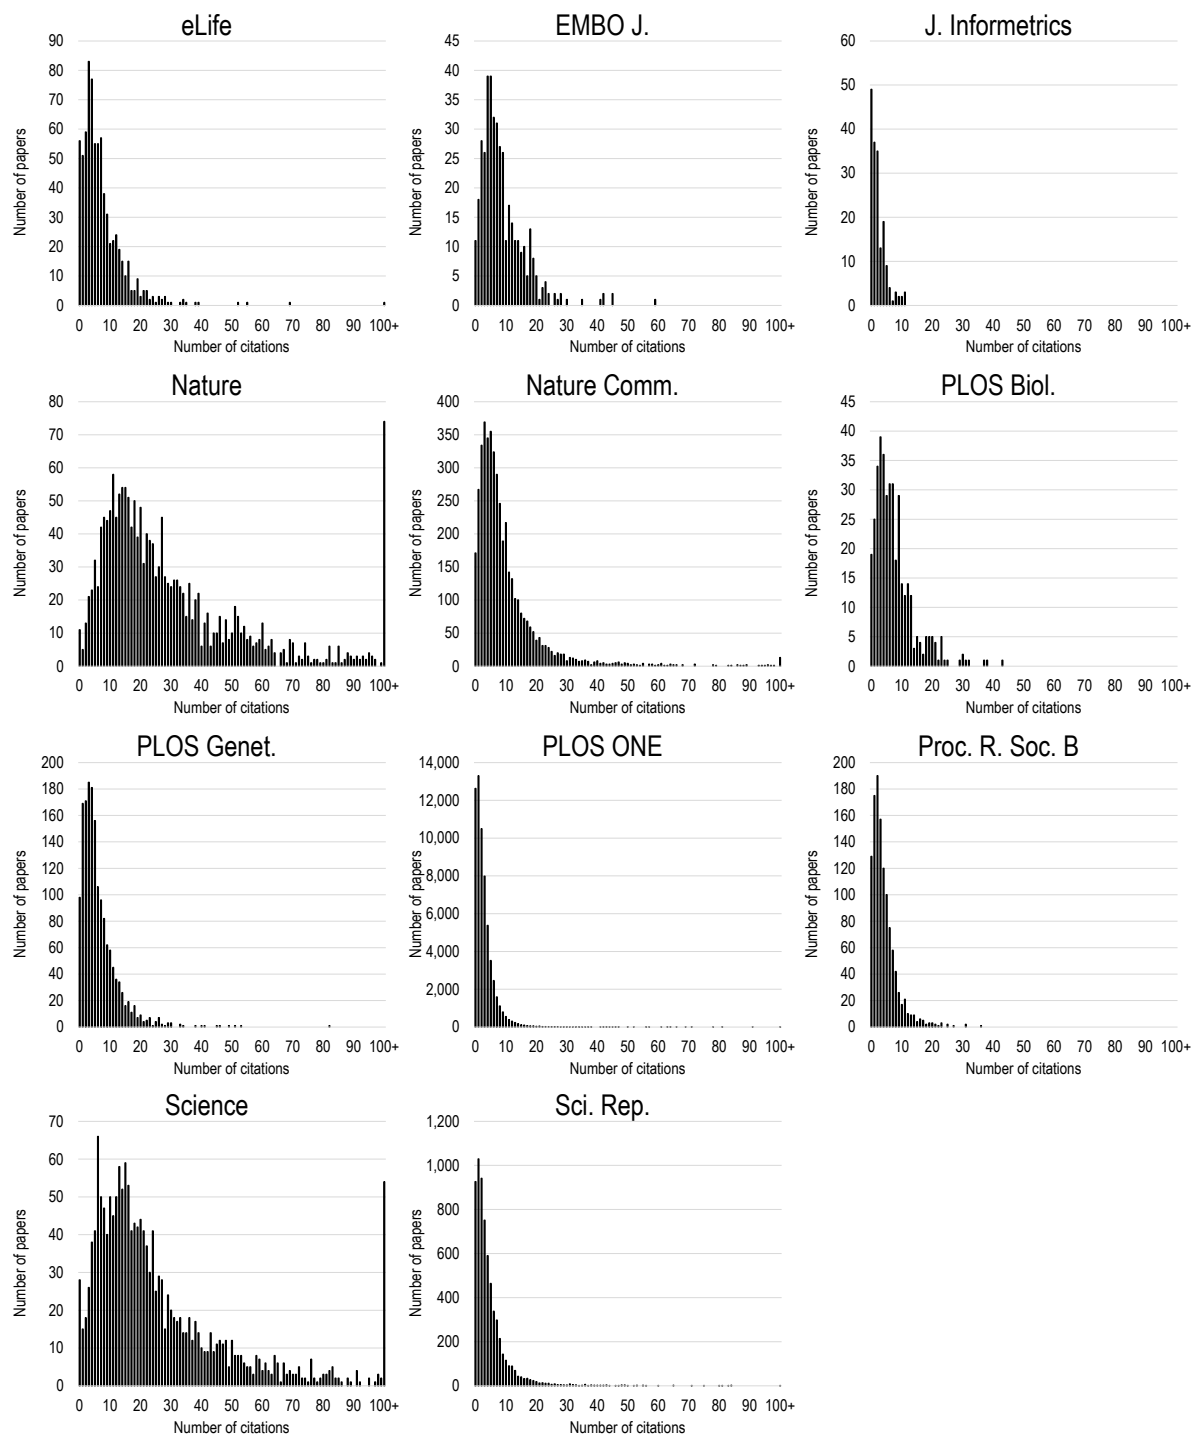 eLife
90
80
70
60
50
40
30
20
10
0
Number of papers
0 10 20 30 40 50 60 70 80 90 100+
Number of citations
EMBO J.
45
40
35
30
25
20
15
10
5
0
Number of papers
0 10 20 30 40 50 60 70 80 90 100+
Number of citations
J. Informetrics
60
50
40
30
20
10
0
Number of papers
0 10 20 30 40 50 60 70 80 90 100+
Number of citations
Nature
80
70
60
50
40
30
20
10
0
Number of papers
0 10 20 30 40 50 60 70 80 90 100+
Number of citations
Nature Comm.
400
350
300
250
200
150
100
50
0
Number of papers
0 10 20 30 40 50 60 70 80 90 100+
Number of citations
PLOS Biol.
45
40
35
30
25
20
15
10
5
0
Number of papers
0 10 20 30 40 50 60 70 80 90 100+
Number of citations
PLOS Genet.
200
180
160
140
120
100
80
60
40
20
0
Number of papers
0 10 20 30 40 50 60 70 80 90 100+
Number of citations
PLOS ONE
14,000
12,000
10,000
8,000
6,000
4,000
2,000
0
Number of papers
0 10 20 30 40 50 60 70 80 90 100+
Number of citations
Proc. R. Soc. B
200
180
160
140
120
100
80
60
40
20
0
Number of papers
0 10 20 30 40 50 60 70 80 90 100+
Number of citations
Science
70
60
50
40
30
20
10
0
Number of papers
0 10 20 30 40 50 60 70 80 90 100+
Number of citations
Sci. Rep.
1,200
1,000
800
600
400
200
0
Number of papers
0 10 20 30 40 50 60 70 80 90 100+
Number of citations